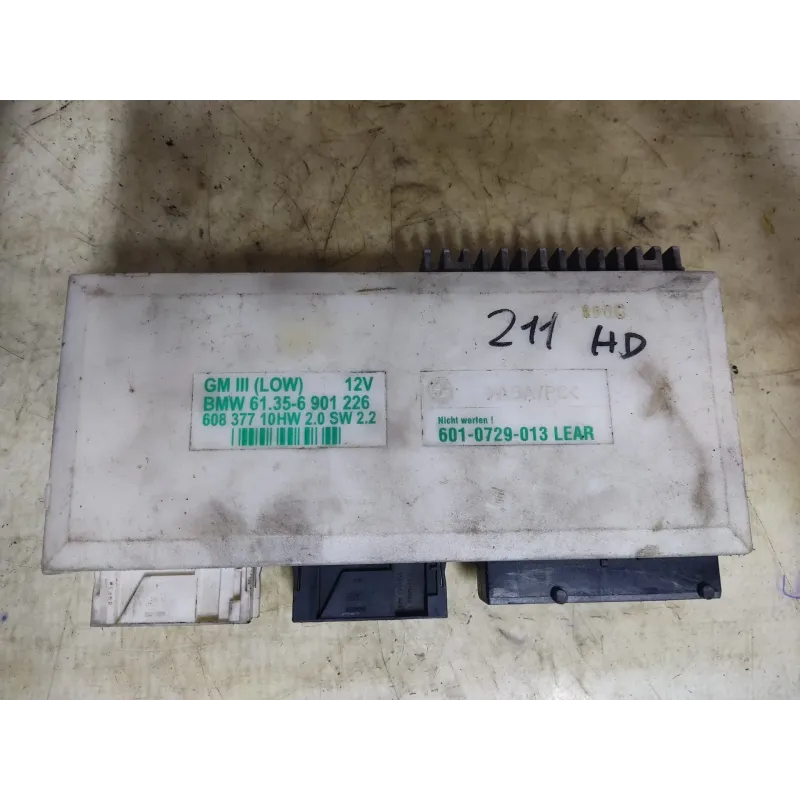 211
HD
GM III (LOW) 12V
BMW 61.35-6 901 226
608 377 10HW 2.0 SW 2.2
Nicht werfen !
601-0729-013 LEAR